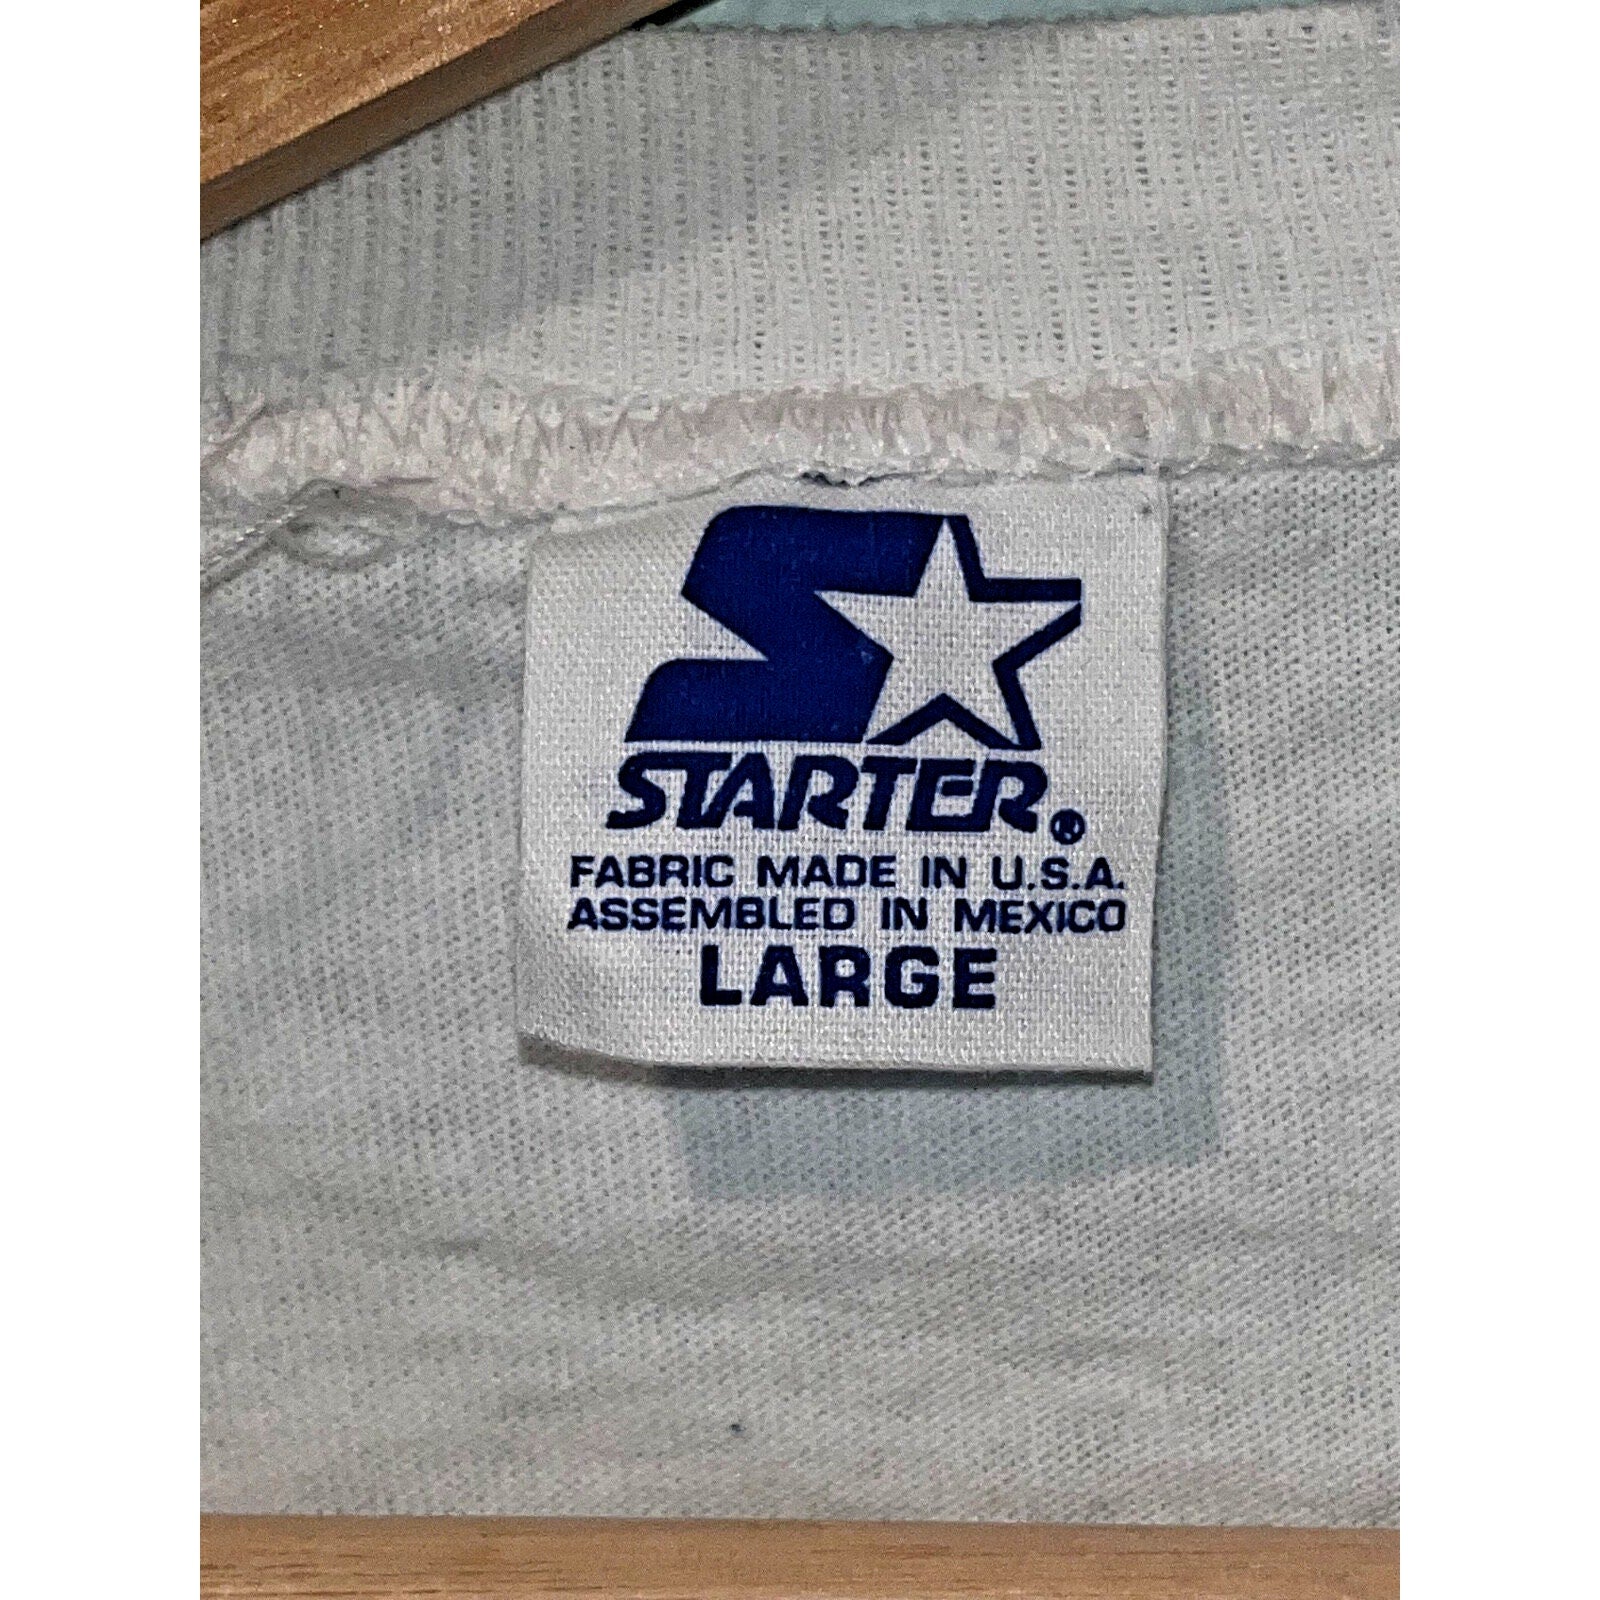 STARTER®
FABRIC MADE IN U.S.A.
ASSEMBLED IN MEXICO
LARGE